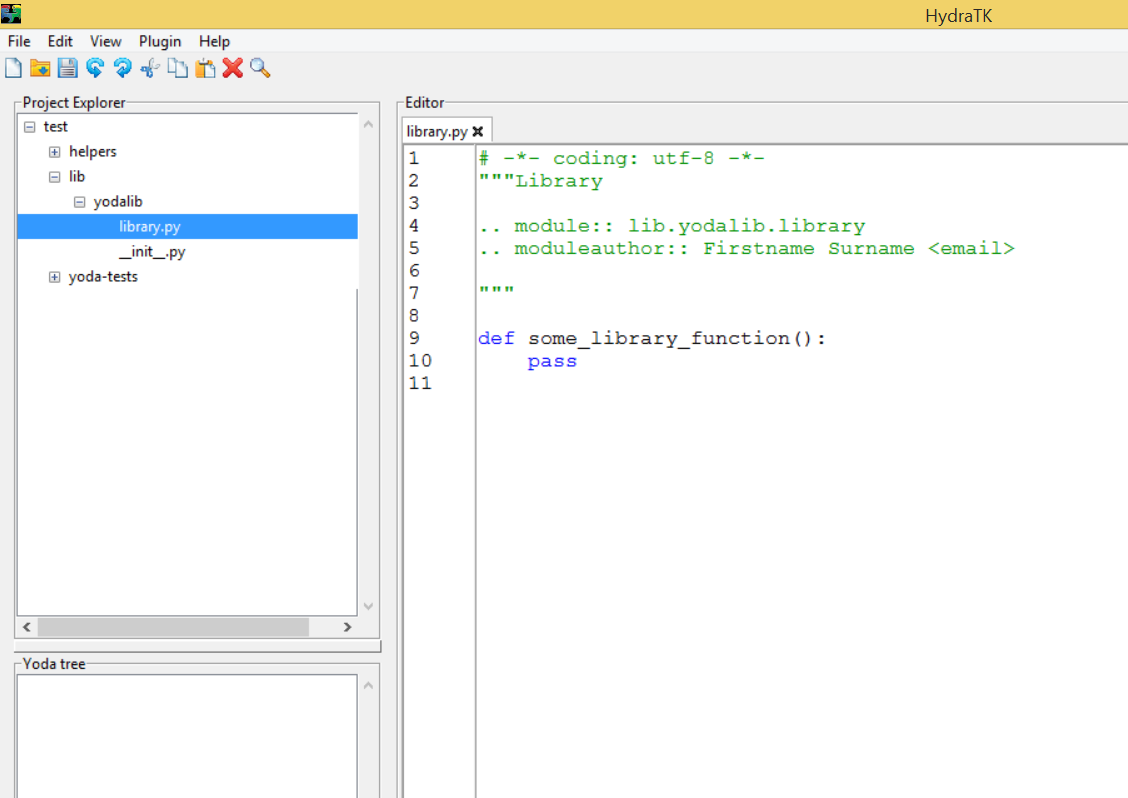 HydraTK
File Edit View Plugin Help
Project Explorer
test
helpers
lib
yodalib
library.py
__init__.py
yoda-tests
Yoda tree
Editor
library.py
1 # -*- coding: utf-8 -*-
2 """Library
3
4 .. module:: lib.yodalib.library
5 .. moduleauthor:: Firstname Surname <email>
6
7 """
8
9 def some_library_function():
10     pass
11